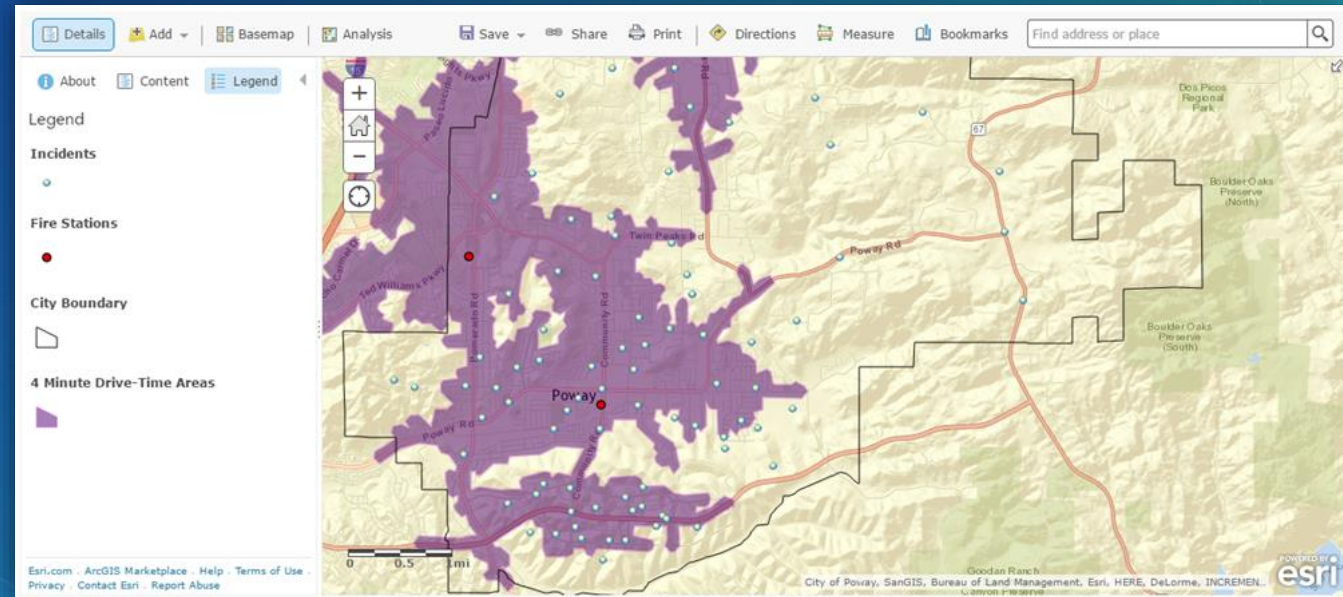 Details Add Basemap Analysis Save Share Print Directions Measure Bookmarks Find address or place
About Content Legend
Legend
Incidents
Fire Stations
City Boundary
4 Minute Drive-Time Areas
Esri.com . ArcGIS Marketplace . Help . Terms of Use .
Privacy . Contact Esri . Report Abuse
Dos Picos
Regional
Park
67
Boulder Oaks
Preserve
(North)
Twin Peaks Rd
Poway Rd
Ted Williams Pkwy
Community Rd
Boulder Oaks
Preserve
(South)
Poway
Poway Rd
0 0.5 1mi
Goodan Ranch
Canyon Preserve
City of Poway, SanGIS, Bureau of Land Management, Esri, HERE, DeLorme, INCREMEN...
POWERED BY
esri